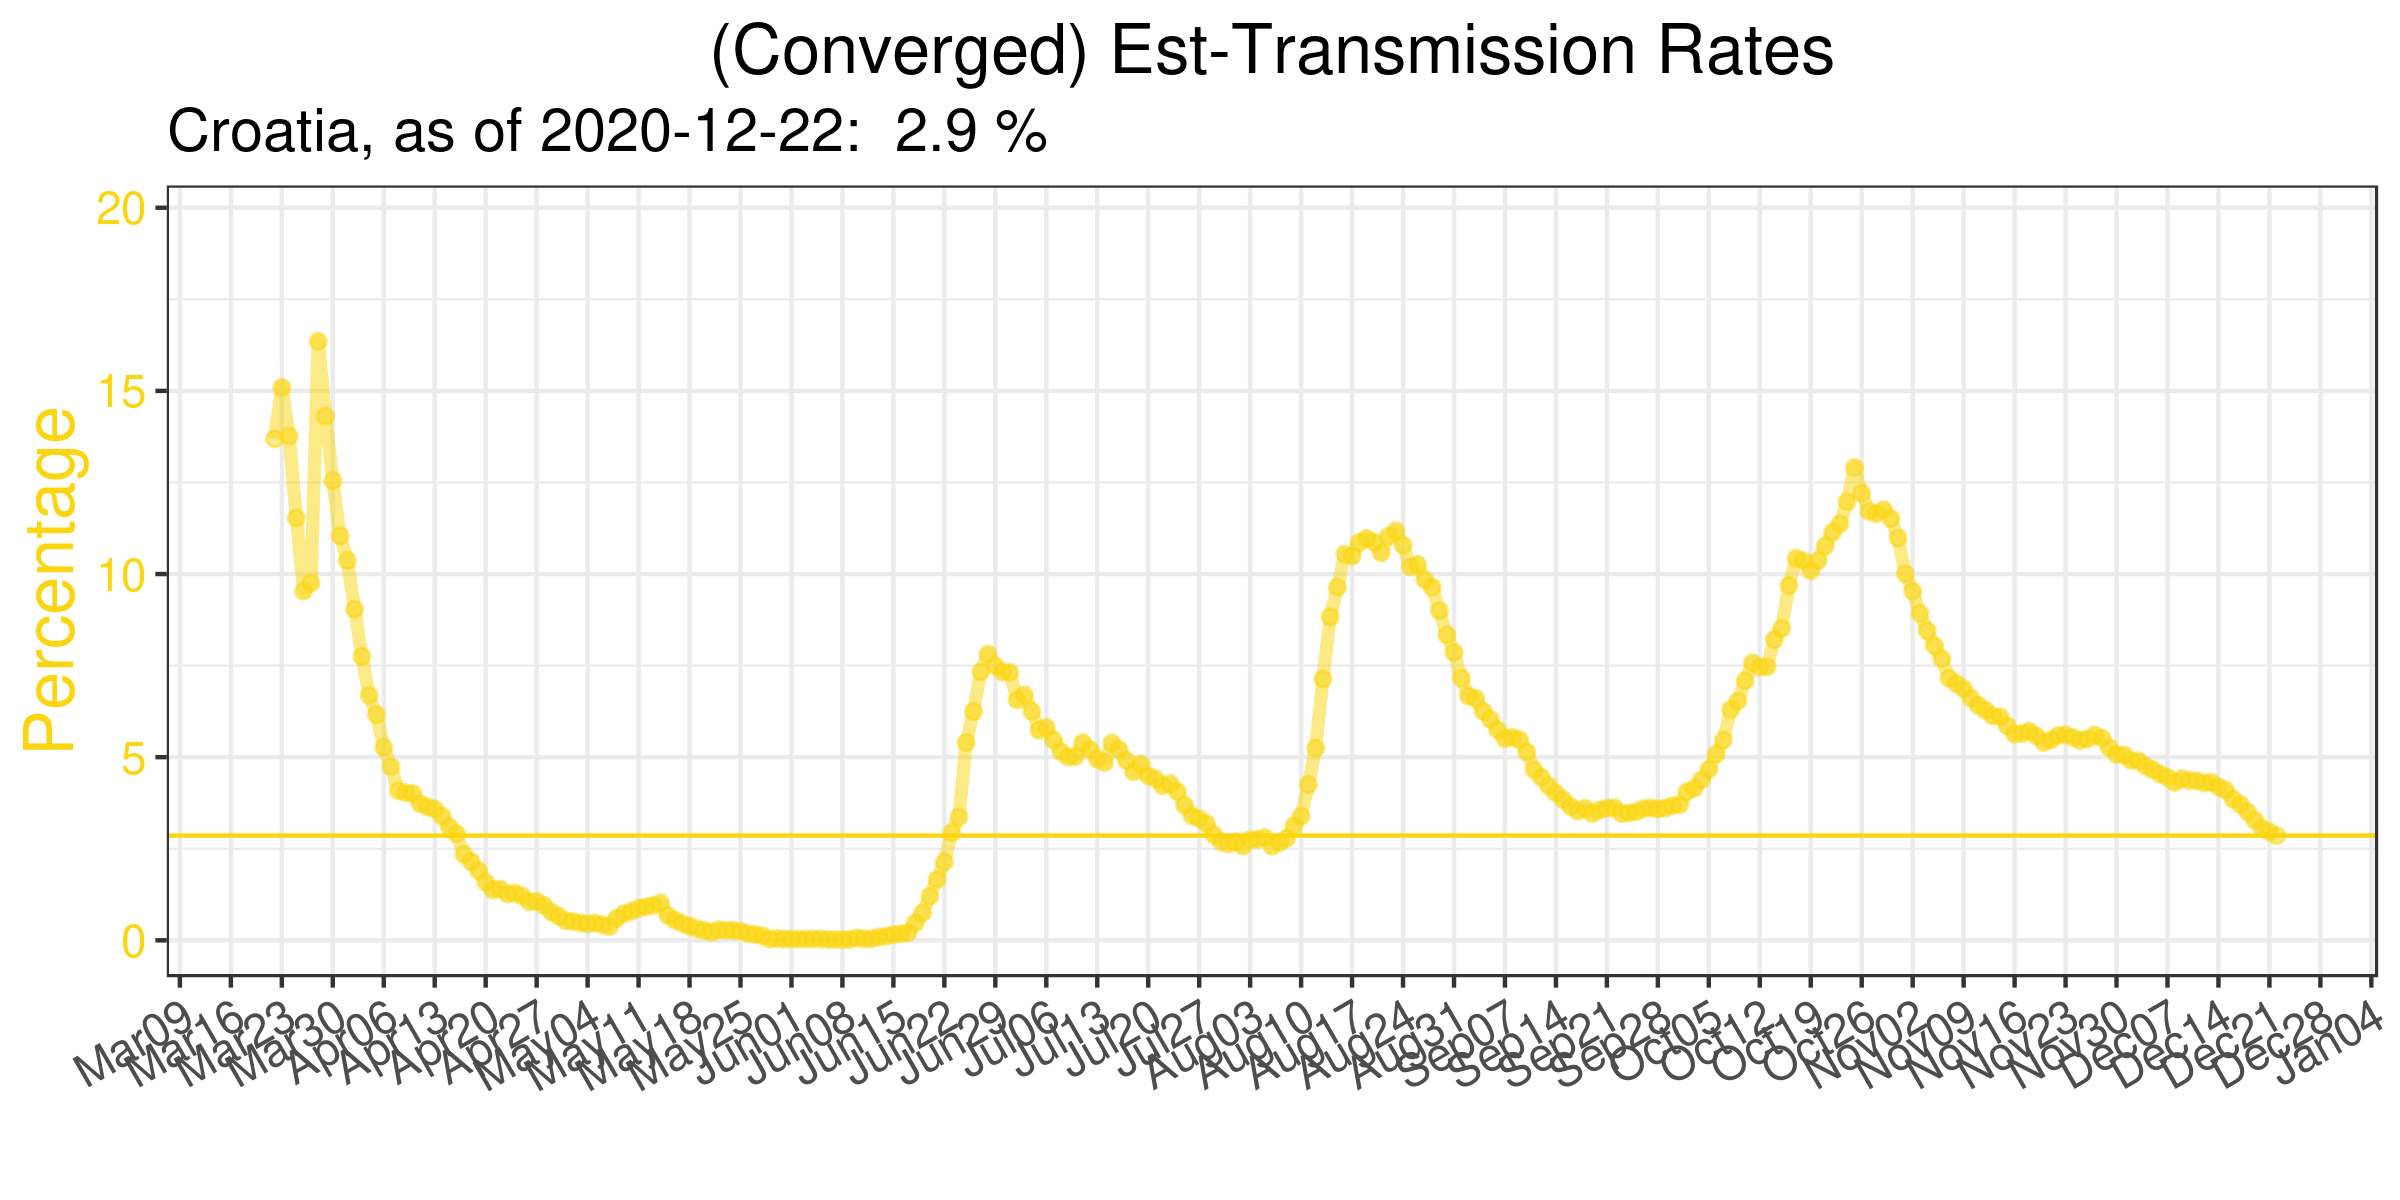 (Converged) Est-Transmission Rates
Croatia, as of 2020-12-22:  2.9 %
Percentage
20
15
10
5
0
Mar09
Mar16
Mar23
Mar30
Apr06
Apr13
Apr20
Apr27
May04
May11
May18
May25
Jun01
Jun08
Jun15
Jun22
Jun29
Jul06
Jul13
Jul20
Jul27
Aug03
Aug10
Aug17
Aug24
Aug31
Sep07
Sep14
Sep21
Sep28
Oct05
Oct12
Oct19
Oct26
Nov02
Nov09
Nov16
Nov23
Nov30
Dec07
Dec14
Dec21
Dec28
Jan04